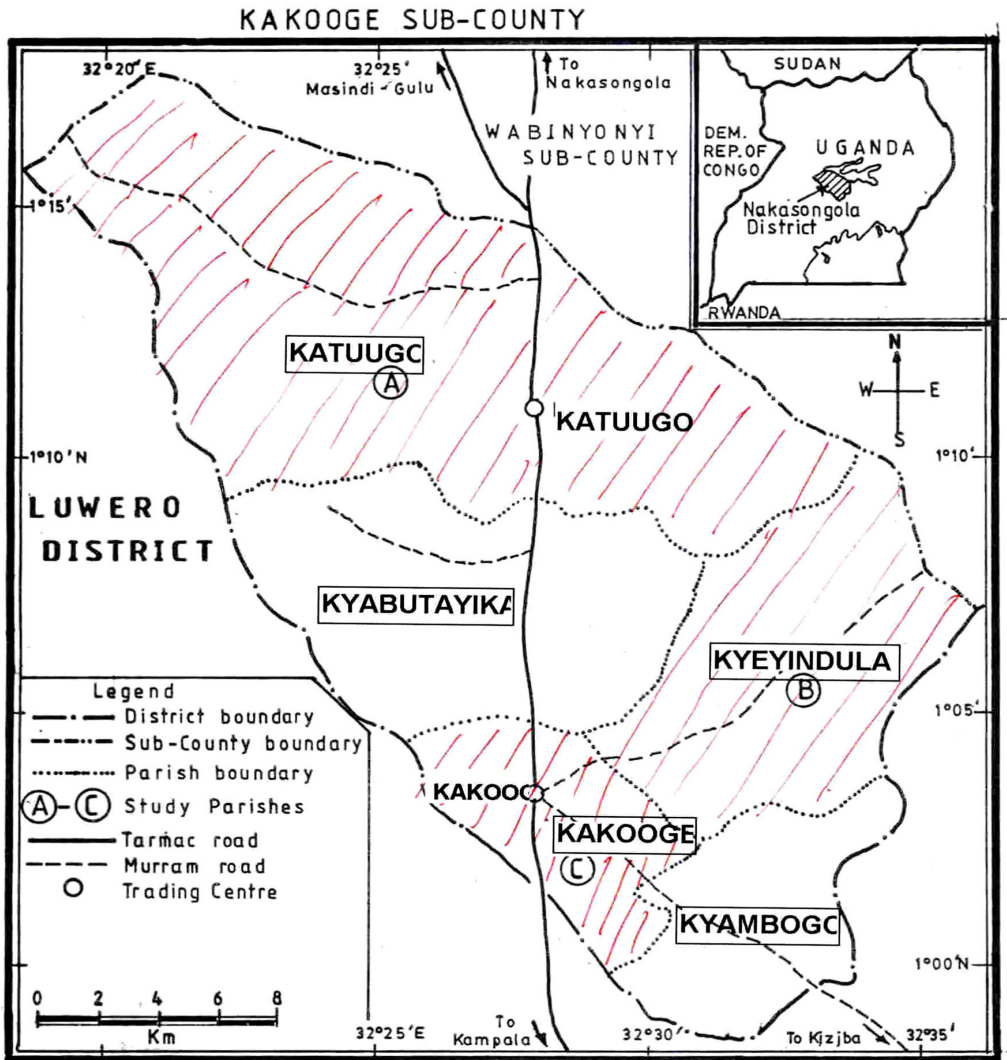 KAKOOGE SUB-COUNTY
32°20'E
32°25'
Masindi-Gulu
To
Nakasongola
WABINYONYI
SUB-COUNTY
SUDAN
DEM.
REP. OF
CONGO
UGANDA
Nakasongola
District
RWANDA
1°15'
N
W
E
S
KATUUGO
A
KATUUGO
1°10'N
1°10'
LUWERO
DISTRICT
KYABUTAYIKA
KYEYINDULA
B
1°05'
KAKOOG
KAKOOGE
C
KYAMBOGO
1°00'N
Legend
District boundary
Sub-County boundary
Parish boundary
A-C Study Parishes
Tarmac road
Murram road
Trading Centre
0 2 4 6 8
Km
32°25'E
To
Kampala
32°30'
To Kizjba
32°35'